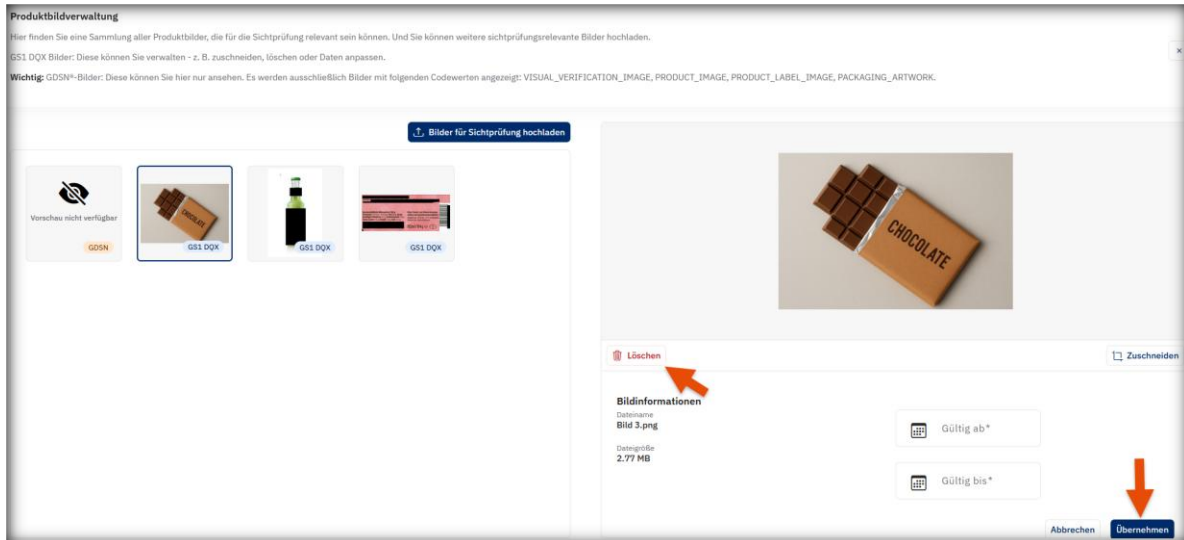 Produktbildverwaltung
Hier finden Sie eine Sammlung aller Produktbilder, die für die Sichtprüfung relevant sein können. Und Sie können weitere sichtprüfungsrelevante Bilder hochladen.
GS1 DQX Bilder: Diese können Sie verwalten - z. B. zuschneiden, löschen oder Daten anpassen.
Wichtig: GDSN®-Bilder: Diese können Sie hier nur ansehen. Es werden ausschließlich Bilder mit folgenden Codewerten angezeigt: VISUAL_VERIFICATION_IMAGE, PRODUCT_IMAGE, PRODUCT_LABEL_IMAGE, PACKAGING_ARTWORK.
Bilder für Sichtprüfung hochladen
Vorschau nicht verfügbar
GDSN
CHOCOLATE
GS1 DQX
GS1 DQX
GS1 DQX
CHOCOLATE
Löschen
Zuschneiden
Bildinformationen
Dateiname
Bild 3.png
Dateigröße
2.77 MB
Gültig ab*
Gültig bis*
Abbrechen
Übernehmen